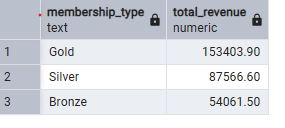 membership_type total_revenue
text numeric
1 Gold 153403.90
2 Silver 87566.60
3 Bronze 54061.50